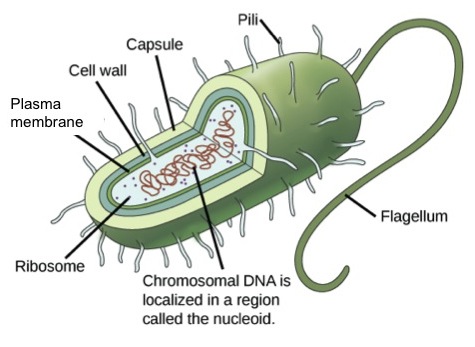 Pili
Capsule
Cell wall
Plasma
membrane
Flagellum
Ribosome
Chromosomal DNA is
localized in a region
called the nucleoid.